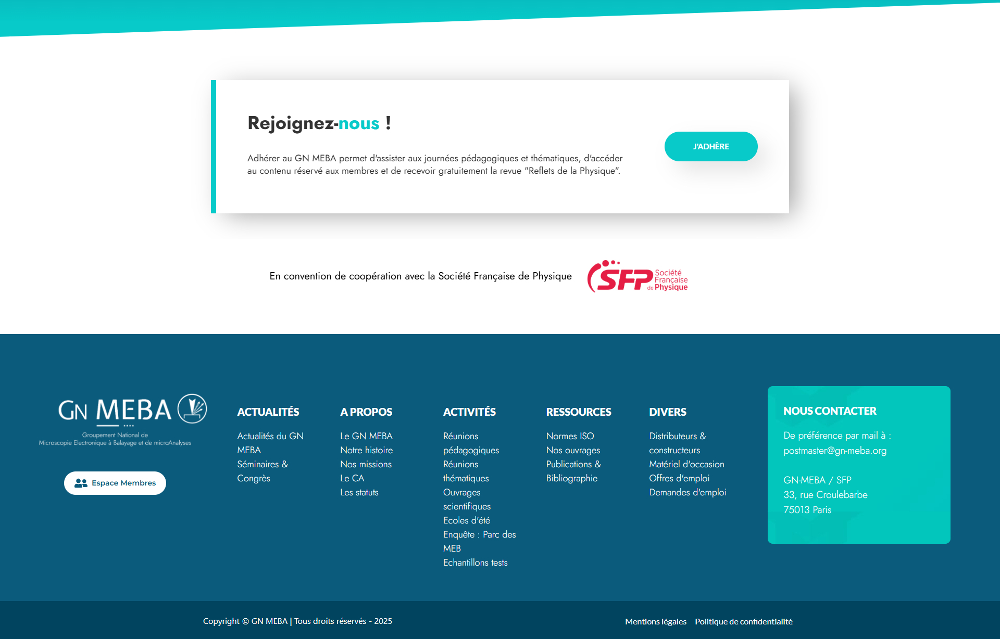 Rejoignez-nous !
Adhérer au GN MEBA permet d'assister aux journées pédagogiques et thématiques, d'accéder
au contenu réservé aux membres et de recevoir gratuitement la revue "Reflets de la Physique".
J'ADHÈRE
En convention de coopération avec la Société Française de Physique
SFP
Société
Française
de Physique
GN MEBA
Groupement National de
Microscopie Electronique à Balayage et de microAnalyses
Espace Membres
ACTUALITÉS
Actualités du GN
MEBA
Séminaires &
Congrès
A PROPOS
Le GN MEBA
Notre histoire
Nos missions
Le CA
Les statuts
ACTIVITÉS
Réunions
pédagogiques
Réunions
thématiques
Ouvrages
scientifiques
Ecoles d'été
Enquête : Parc des
MEB
Echantillons tests
RESSOURCES
Normes ISO
Nos ouvrages
Publications &
Bibliographie
DIVERS
Distributeurs &
constructeurs
Matériel d'occasion
Offres d'emploi
Demandes d'emploi
NOUS CONTACTER
De préférence par mail à :
postmaster@gn-meba.org
GN-MEBA / SFP
33, rue Croulebarbe
75013 Paris
Copyright © GN MEBA | Tous droits réservés - 2025
Mentions légales
Politique de confidentialité